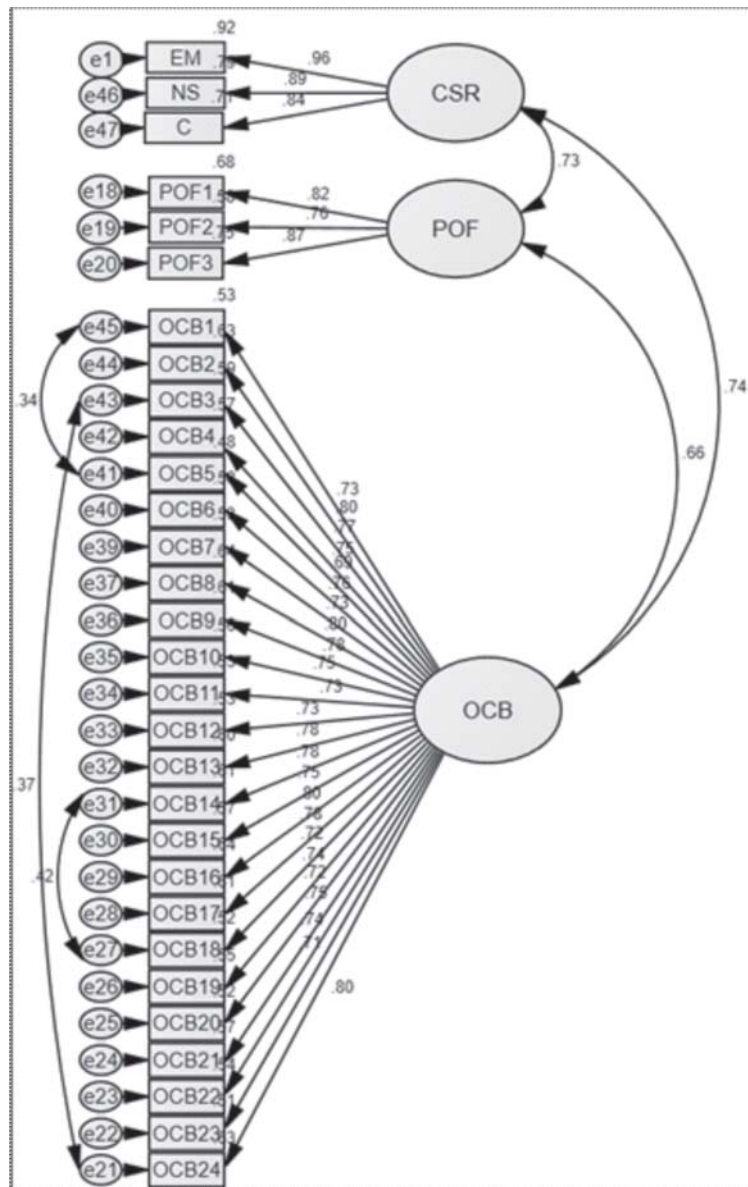 .92
e1 EM .96
e46 NS .89 CSR
e47 C .84
.73
.68
e18 POF1 .82
e19 POF2 .76 POF
e20 POF3 .87
.53
e45 OCB1
e44 OCB2
.74
.34 e43 OCB3
e42 OCB4
.66
e41 OCB5 .73
e40 OCB6 .80
e39 OCB7 .77
.75
.69
e37 OCB8 .76
.73
e36 OCB9 .80
.78
e35 OCB10 .75
e34 OCB11 .73 OCB
e33 OCB12 .73
.78
e32 OCB13 .78
.37 e31 OCB14 .75
.80
e30 OCB15 .78
.72
.42 e29 OCB16 .74
.72
e28 OCB17 .75
e27 OCB18 .74
.71
e26 OCB19 .80
e25 OCB20
e24 OCB21
e23 OCB22
e22 OCB23
e21 OCB24